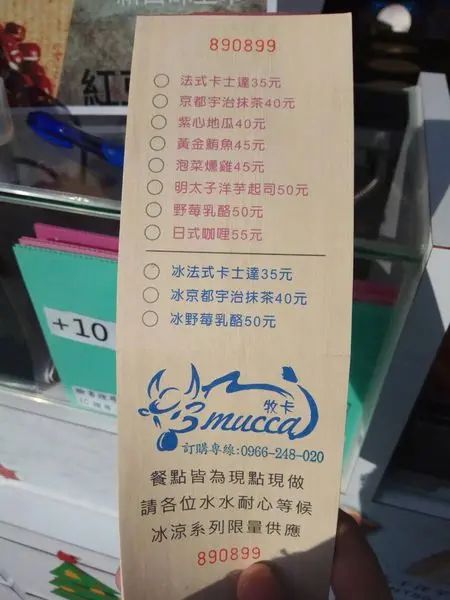 890899
法式卡士達35元
京都宇治抹茶40元
紫心地瓜40元
黃金鮪魚45元
泡菜燻雞45元
明太子洋芋起司50元
野莓乳酪50元
日式咖哩55元
冰法式卡士達35元
冰京都宇治抹茶40元
冰野莓乳酪50元
牧卡
mucca
訂購專線:0966-248-020
餐點皆為現點現做
請各位水水耐心等候
冰涼系列限量供應
890899
紅豆
+10